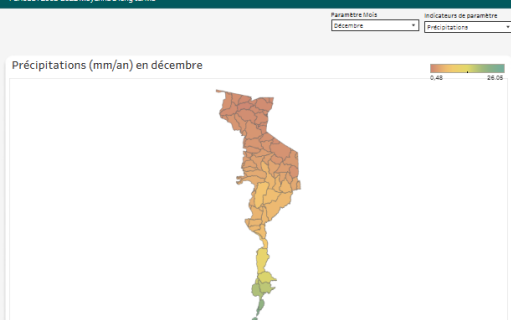 Paramètre Mois
Indicateurs de paramètre
Décembre
Précipitations
Précipitations (mm/an) en décembre
0,48
26.05